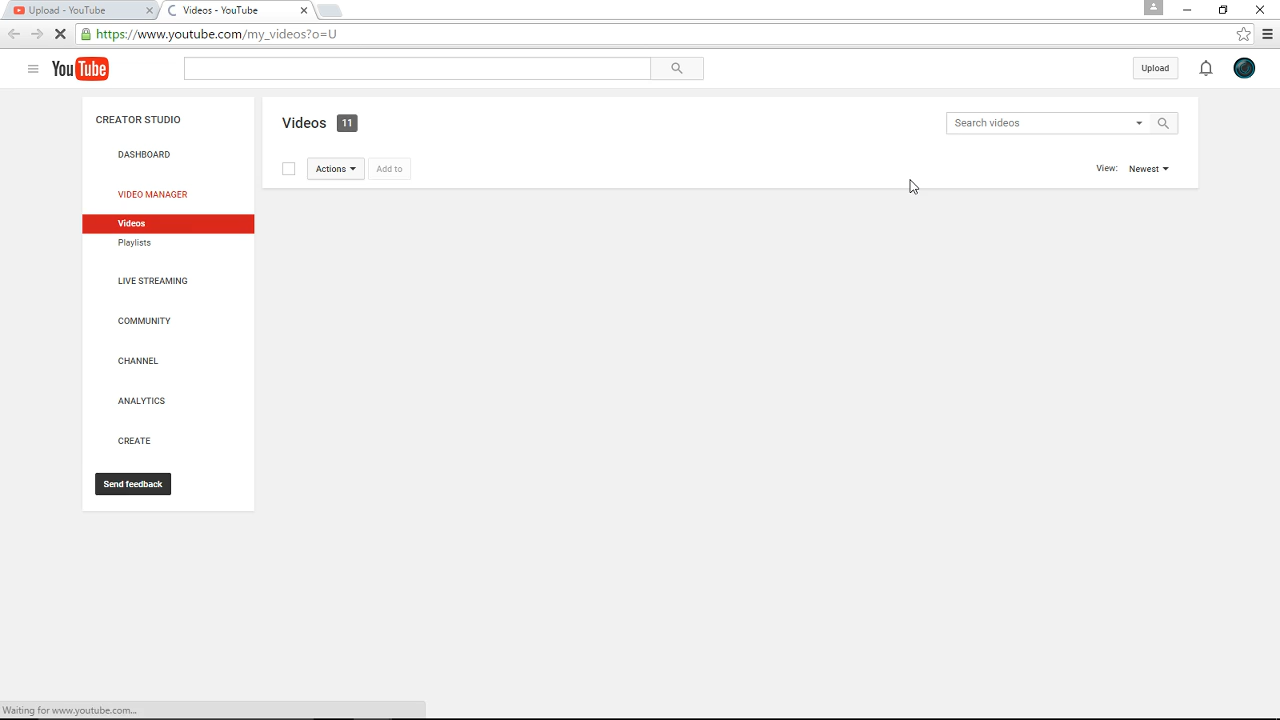 Upload - YouTube
Videos - YouTube
https://www.youtube.com/my_videos?o=U
YouTube
Upload
CREATOR STUDIO
DASHBOARD
VIDEO MANAGER
Videos
Playlists
LIVE STREAMING
COMMUNITY
CHANNEL
ANALYTICS
CREATE
Send feedback
Videos 11
Search videos
Actions
Add to
View: Newest
Waiting for www.youtube.com...